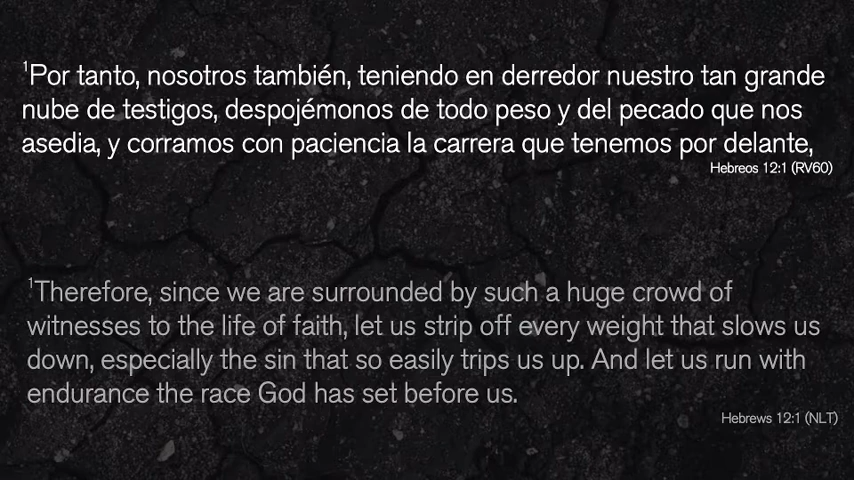 ¹Por tanto, nosotros también, teniendo en derredor nuestro tan grande
nube de testigos, despojémonos de todo peso y del pecado que nos
asedia, y corramos con paciencia la carrera que tenemos por delante,
Hebreos 12:1 (RV60)
¹Therefore, since we are surrounded by such a huge crowd of
witnesses to the life of faith, let us strip off every weight that slows us
down, especially the sin that so easily trips us up. And let us run with
endurance the race God has set before us.
Hebrews 12:1 (NLT)